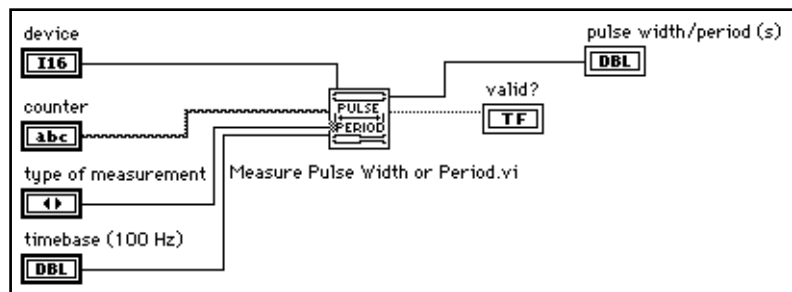 device
I16
counter
abc
type of measurement
timebase (100 Hz)
DBL
PULSE
PERIOD
Measure Pulse Width or Period.vi
pulse width/period (s)
DBL
valid?
TF